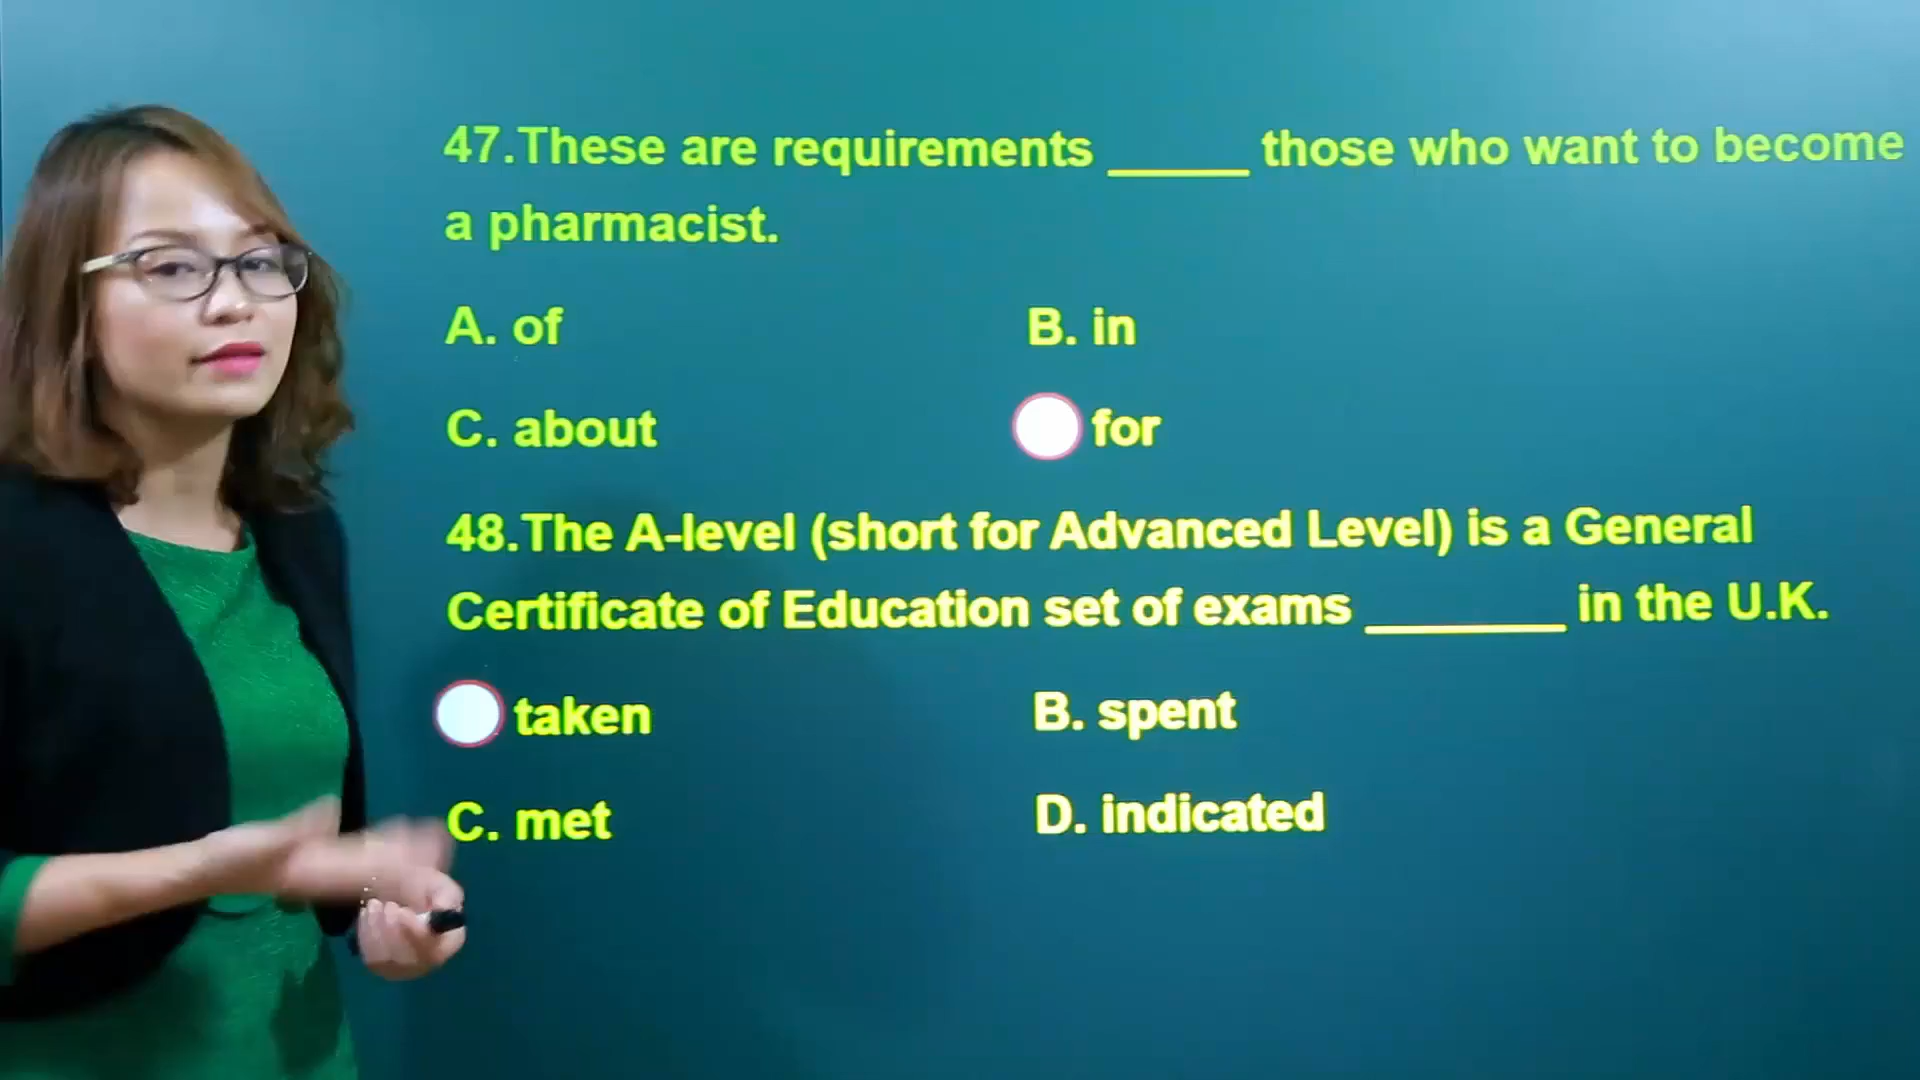 47.These are requirements _____ those who want to become
a pharmacist.
A. of B. in
C. about for
48.The A-level (short for Advanced Level) is a General
Certificate of Education set of exams _______ in the U.K.
taken B. spent
C. met D. indicated